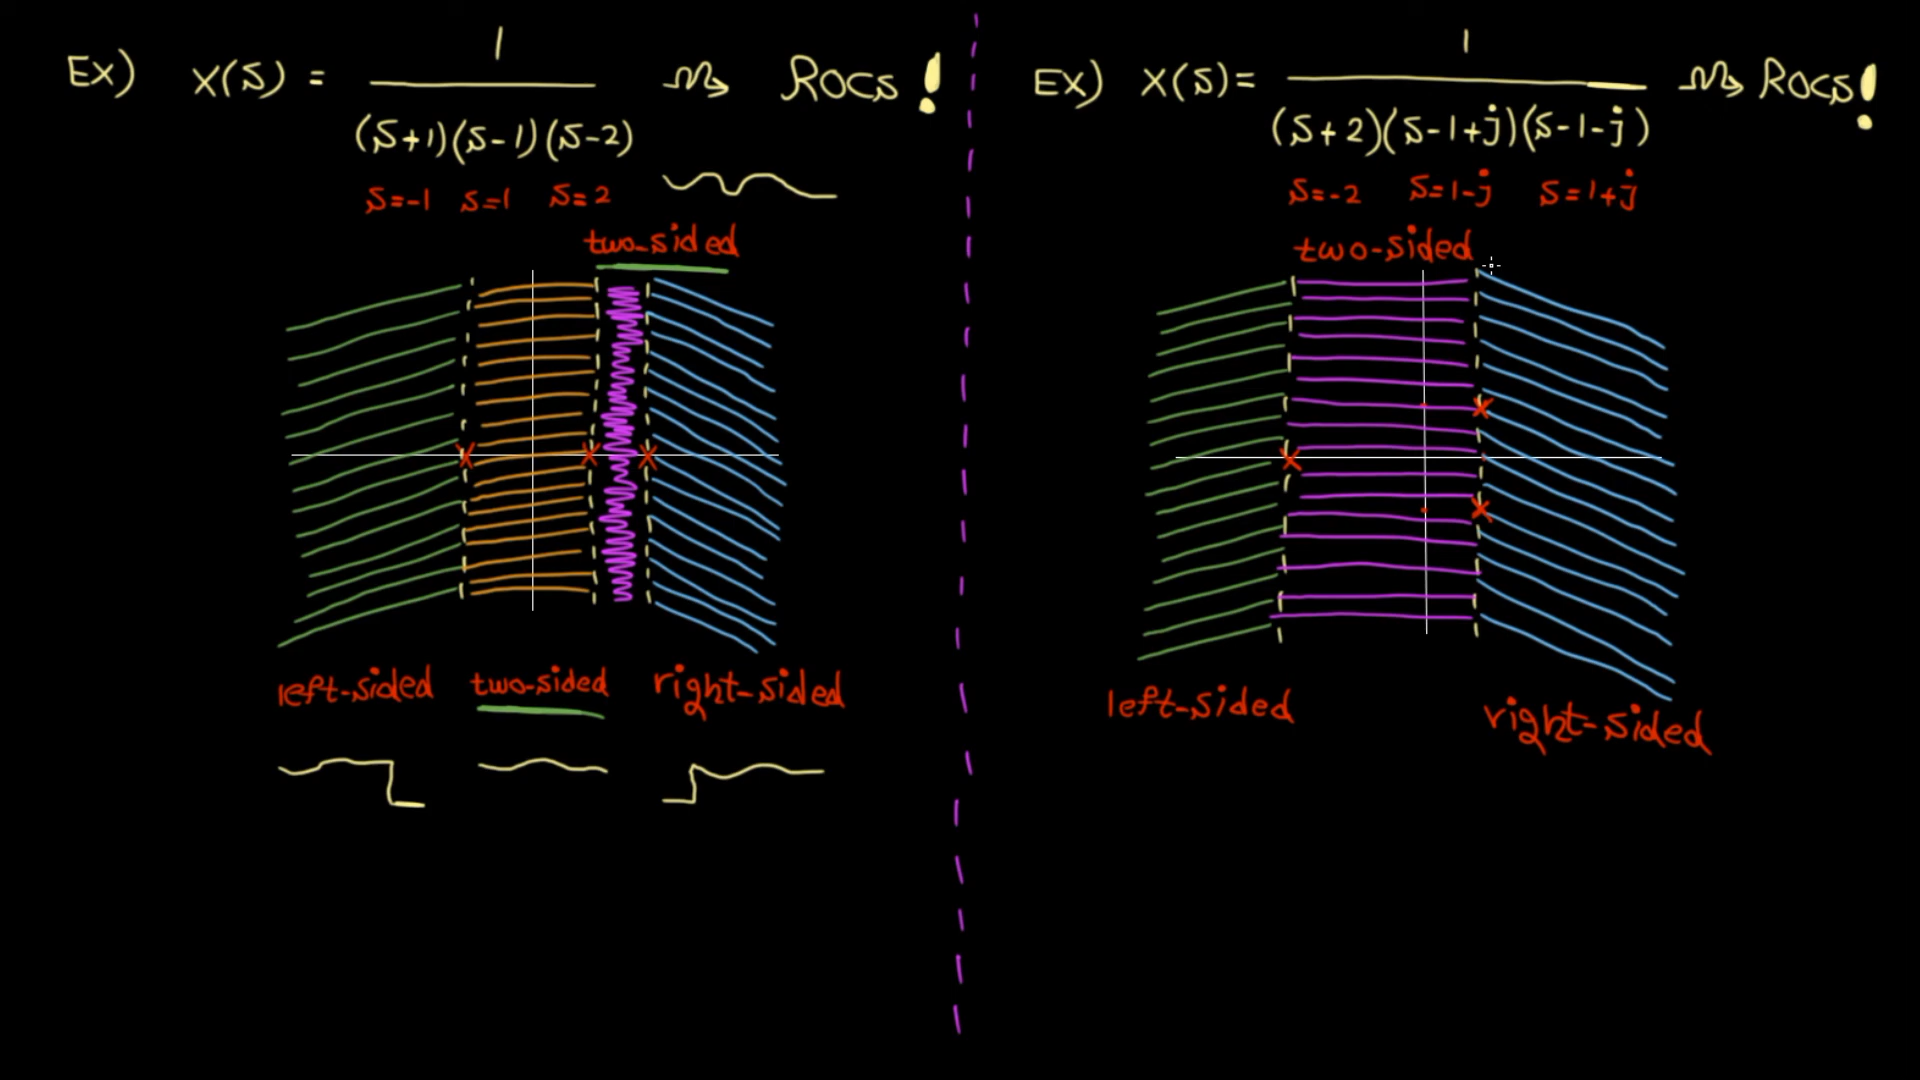 Ex) X(s) = 1 / (s+1)(s-1)(s-2) ⇝ ROCs!
s=-1 s=1 s=2
two-sided
left-sided two-sided right-sided
Ex) X(s) = 1 / (s+2)(s-1+j)(s-1-j) ⇝ ROCs!
s=-2 s=1-j s=1+j
two-sided
left-sided right-sided